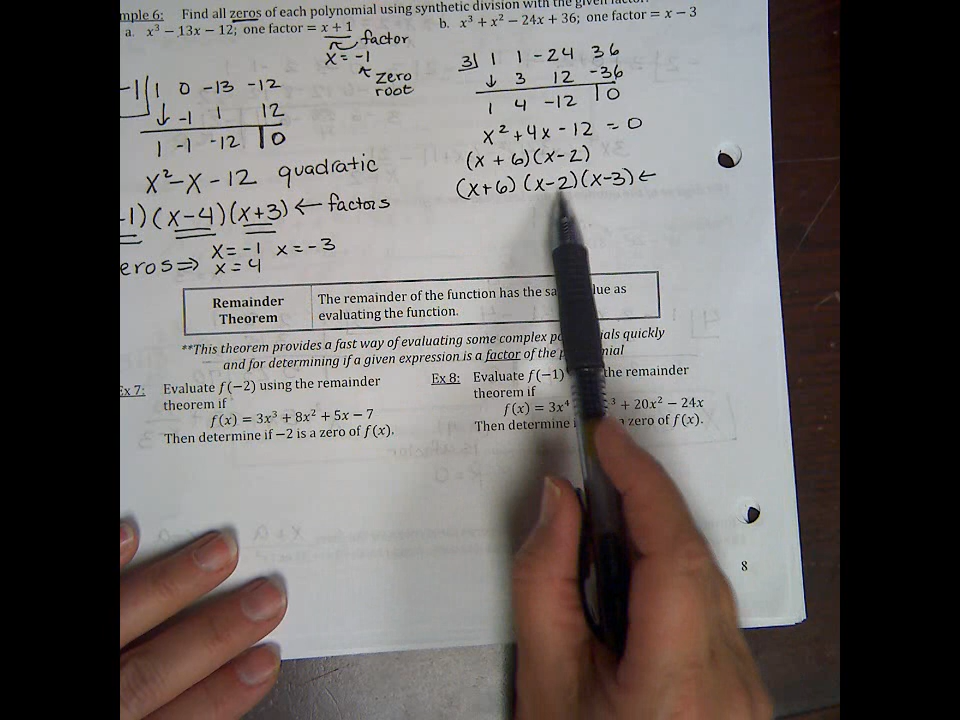 mple 6: Find all zeros of each polynomial using synthetic division with the given factor.
a. x³ − 13x − 12; one factor = x + 1
b. x³ + x² − 24x + 36; one factor = x − 3
factor
x = -1
zero
root
-1 1 0 -13 -12
↓ -1 1 12
1 -1 -12 0
x² - x - 12 quadratic
-1) (x-4) (x+3) ← factors
x = -1 x = -3
eros ⇒ x = 4
3 1 1 -24 36
↓ 3 12 -36
1 4 -12 0
x² + 4x - 12 = 0
(x + 6)(x - 2)
(x+6) (x-2)(x-3) ←
Remainder Theorem
The remainder of the function has the sa lue as
evaluating the function.
**This theorem provides a fast way of evaluating some complex po ials quickly
and for determining if a given expression is a factor of the p mial
Ex 7: Evaluate f(−2) using the remainder
theorem if
f(x) = 3x³ + 8x² + 5x − 7
Then determine if −2 is a zero of f(x).
Ex 8: Evaluate f(−1) the remainder
theorem if
f(x) = 3x⁴ ³ + 20x² − 24x
Then determine i zero of f(x).
8